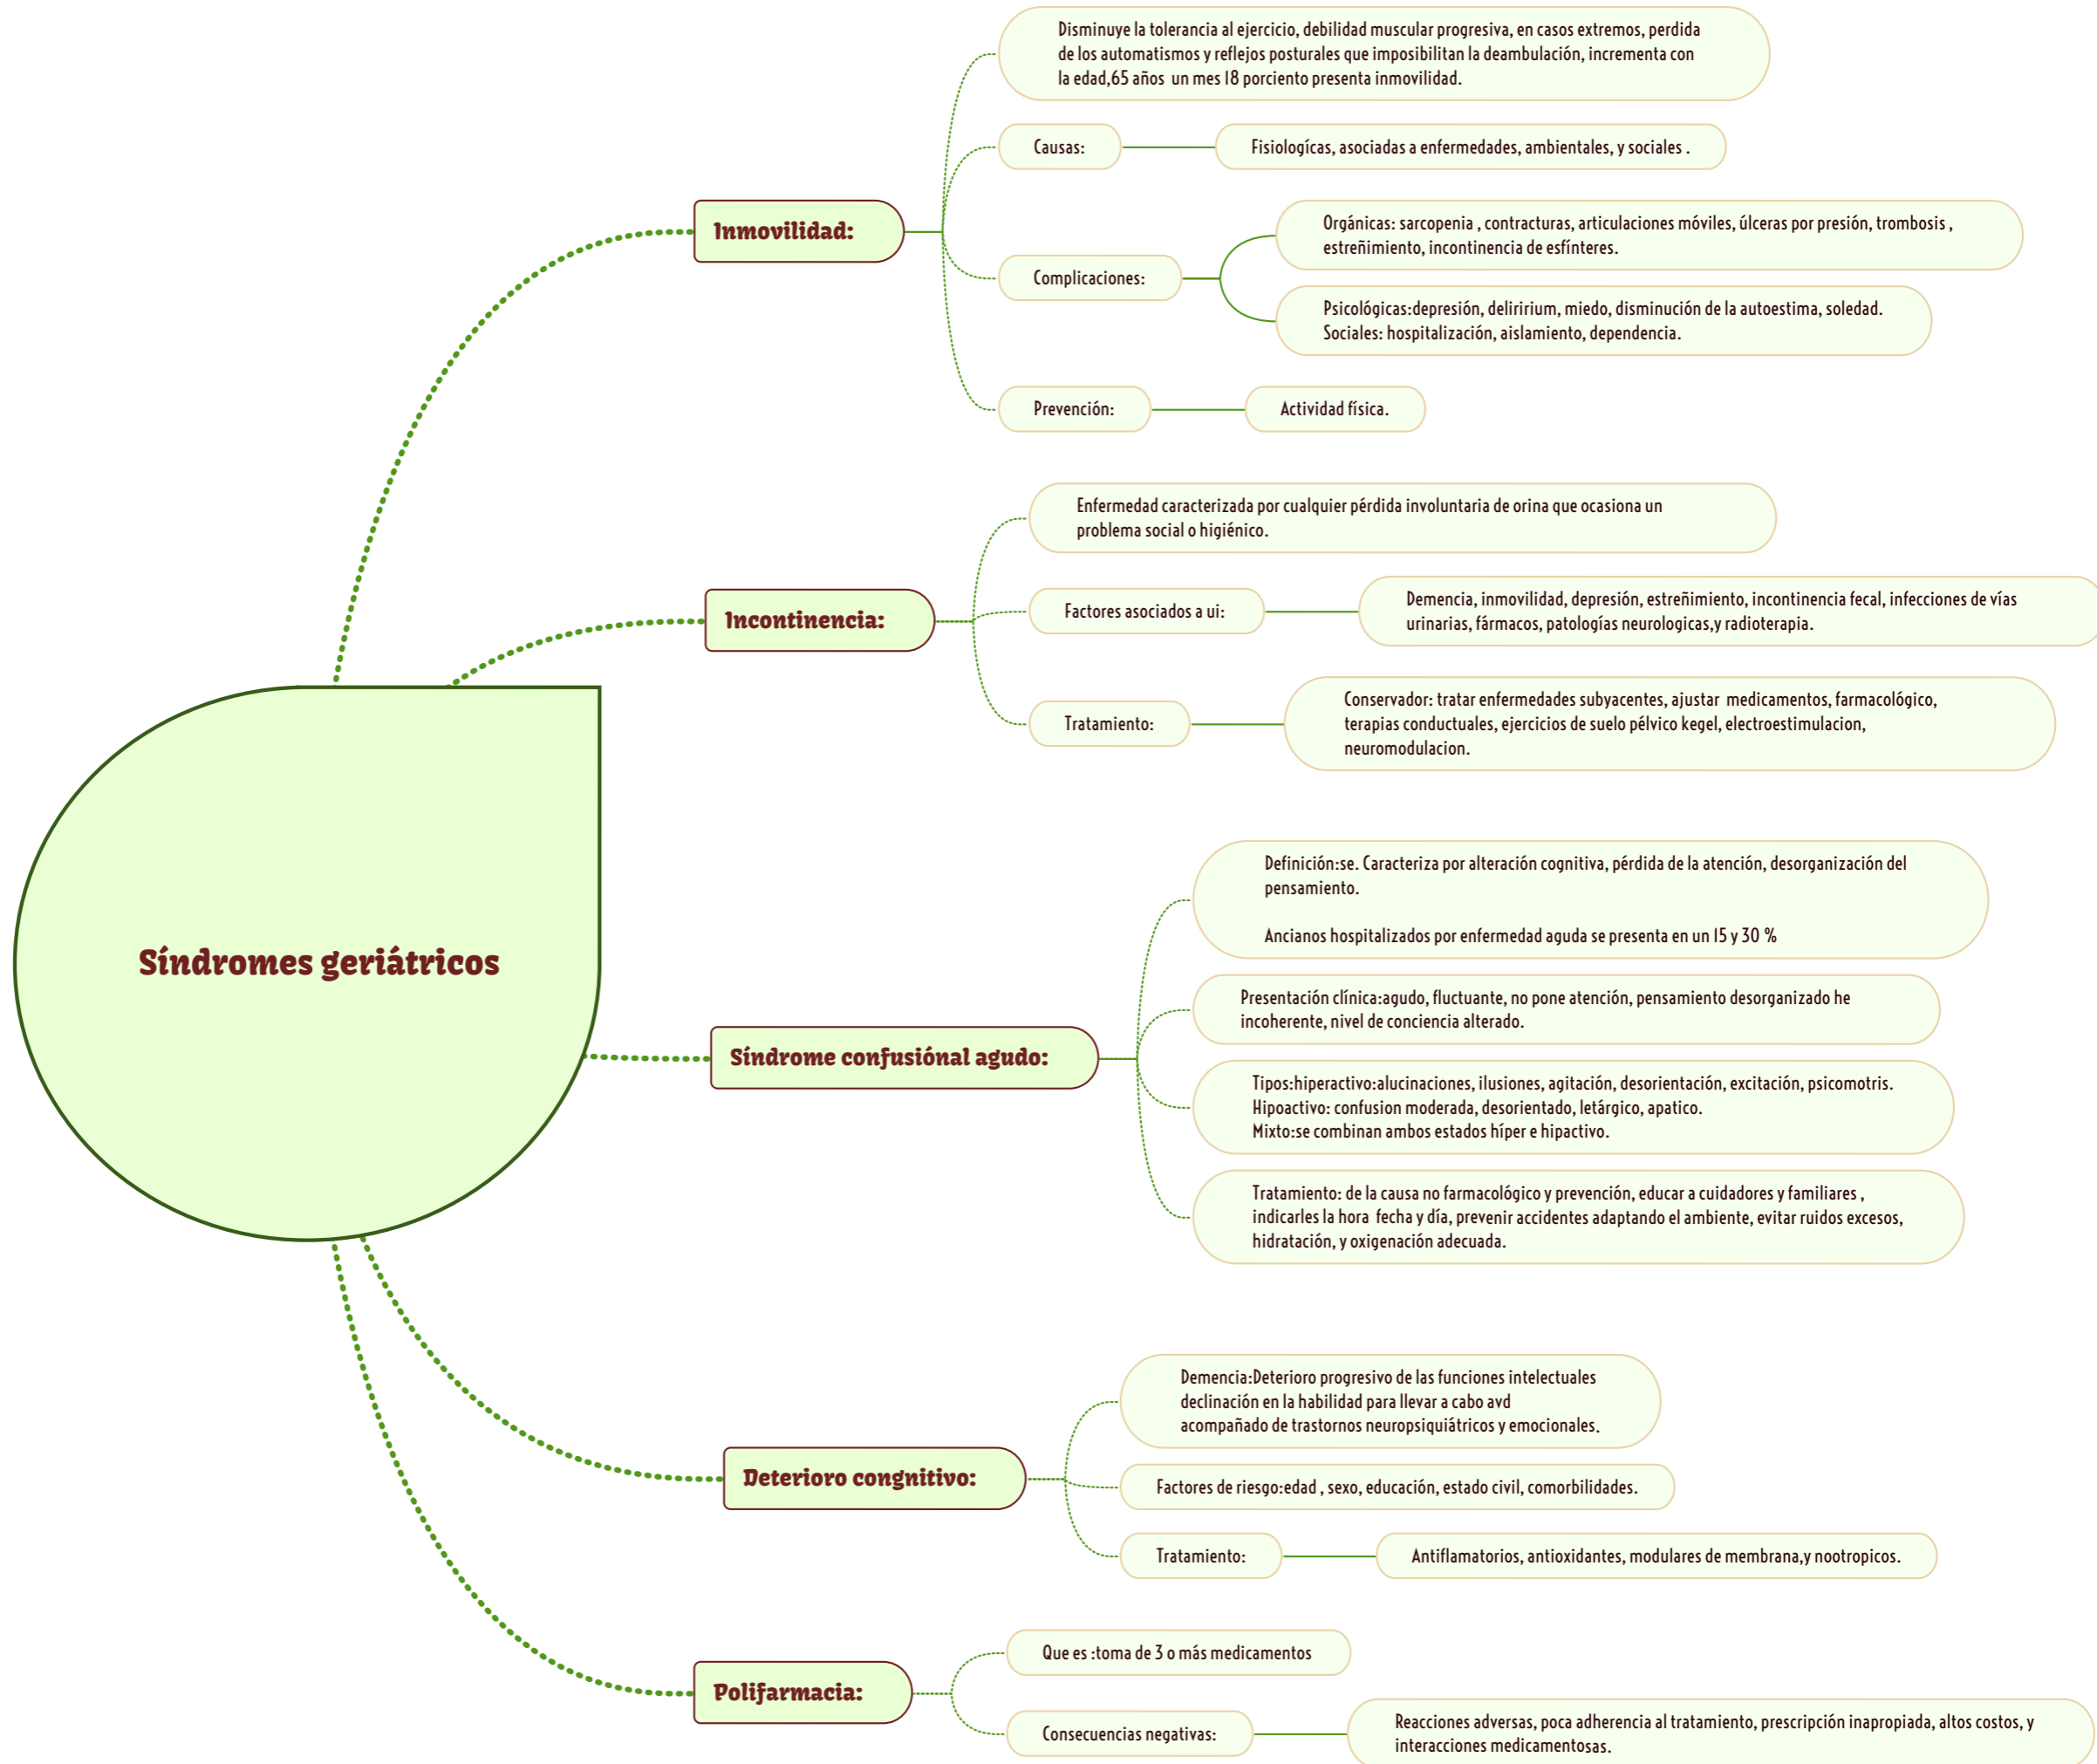 Síndromes geriátricos
Inmovilidad:
Disminuye la tolerancia al ejercicio, debilidad muscular progresiva, en casos extremos, perdida
de los automatismos y reflejos posturales que imposibilitan la deambulación, incrementa con
la edad,65 años  un mes 18 porciento presenta inmovilidad.
Causas:
Fisiologícas, asociadas a enfermedades, ambientales, y sociales .
Complicaciones:
Orgánicas: sarcopenia , contracturas, articulaciones móviles, úlceras por presión, trombosis ,
estreñimiento, incontinencia de esfínteres.
Psicológicas:depresión, deliririum, miedo, disminución de la autoestima, soledad.
Sociales: hospitalización, aislamiento, dependencia.
Prevención:
Actividad física.
Incontinencia:
Enfermedad caracterizada por cualquier pérdida involuntaria de orina que ocasiona un
problema social o higiénico.
Factores asociados a ui:
Demencia, inmovilidad, depresión, estreñimiento, incontinencia fecal, infecciones de vías
urinarias, fármacos, patologías neurologicas,y radioterapia.
Tratamiento:
Conservador: tratar enfermedades subyacentes, ajustar  medicamentos, farmacológico,
terapias conductuales, ejercicios de suelo pélvico kegel, electroestimulacion,
neuromodulacion.
Síndrome confusiónal agudo:
Definición:se. Caracteriza por alteración cognitiva, pérdida de la atención, desorganización del
pensamiento.
Ancianos hospitalizados por enfermedad aguda se presenta en un 15 y 30 %
Presentación clínica:agudo, fluctuante, no pone atención, pensamiento desorganizado he
incoherente, nivel de conciencia alterado.
Tipos:hiperactivo:alucinaciones, ilusiones, agitación, desorientación, excitación, psicomotris.
Hipoactivo: confusion moderada, desorientado, letárgico, apatico.
Mixto:se combinan ambos estados híper e hipactivo.
Tratamiento: de la causa no farmacológico y prevención, educar a cuidadores y familiares ,
indicarles la hora  fecha y día, prevenir accidentes adaptando el ambiente, evitar ruidos excesos,
hidratación, y oxigenación adecuada.
Deterioro congnitivo:
Demencia:Deterioro progresivo de las funciones intelectuales
declinación en la habilidad para llevar a cabo avd
acompañado de trastornos neuropsiquiátricos y emocionales.
Factores de riesgo:edad , sexo, educación, estado civil, comorbilidades.
Tratamiento:
Antiflamatorios, antioxidantes, modulares de membrana,y nootropicos.
Polifarmacia:
Que es :toma de 3 o más medicamentos
Consecuencias negativas:
Reacciones adversas, poca adherencia al tratamiento, prescripción inapropiada, altos costos, y
interacciones medicamentosas.